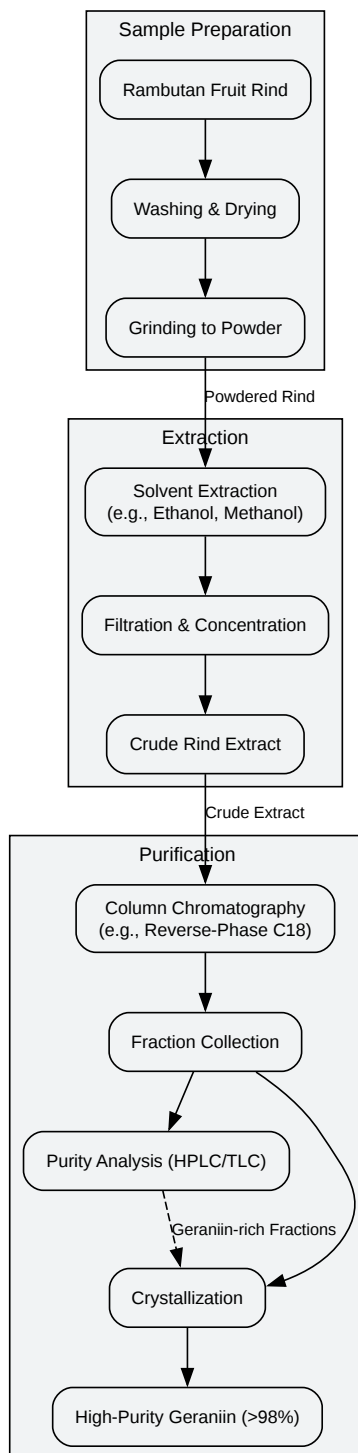 Sample Preparation
Rambutan Fruit Rind
Washing & Drying
Grinding to Powder
Powdered Rind
Extraction
Solvent Extraction
(e.g., Ethanol, Methanol)
Filtration & Concentration
Crude Rind Extract
Crude Extract
Purification
Column Chromatography
(e.g., Reverse-Phase C18)
Fraction Collection
Purity Analysis (HPLC/TLC)
Geraniin-rich Fractions
Crystallization
High-Purity Geraniin (>98%)